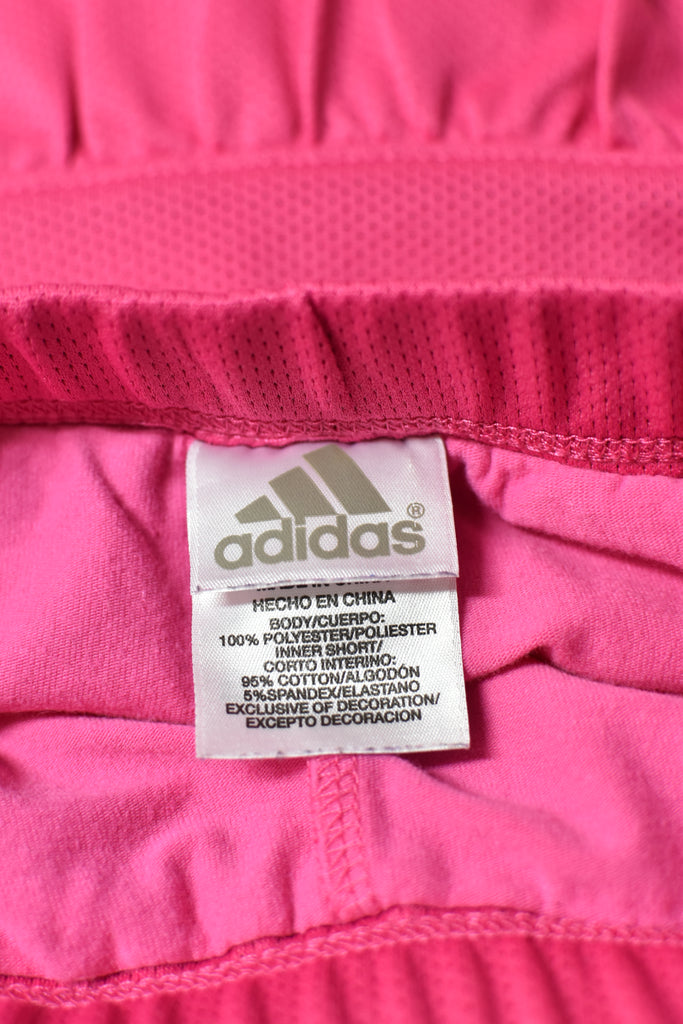 adidas®
HECHO EN CHINA
BODY/CUERPO:
100% POLYESTER/POLIESTER
INNER SHORT/
CORTO INTERINO:
95% COTTON/ALGODÓN
5%SPANDEX/ELASTANO
EXCLUSIVE OF DECORATION/
EXCEPTO DECORACION